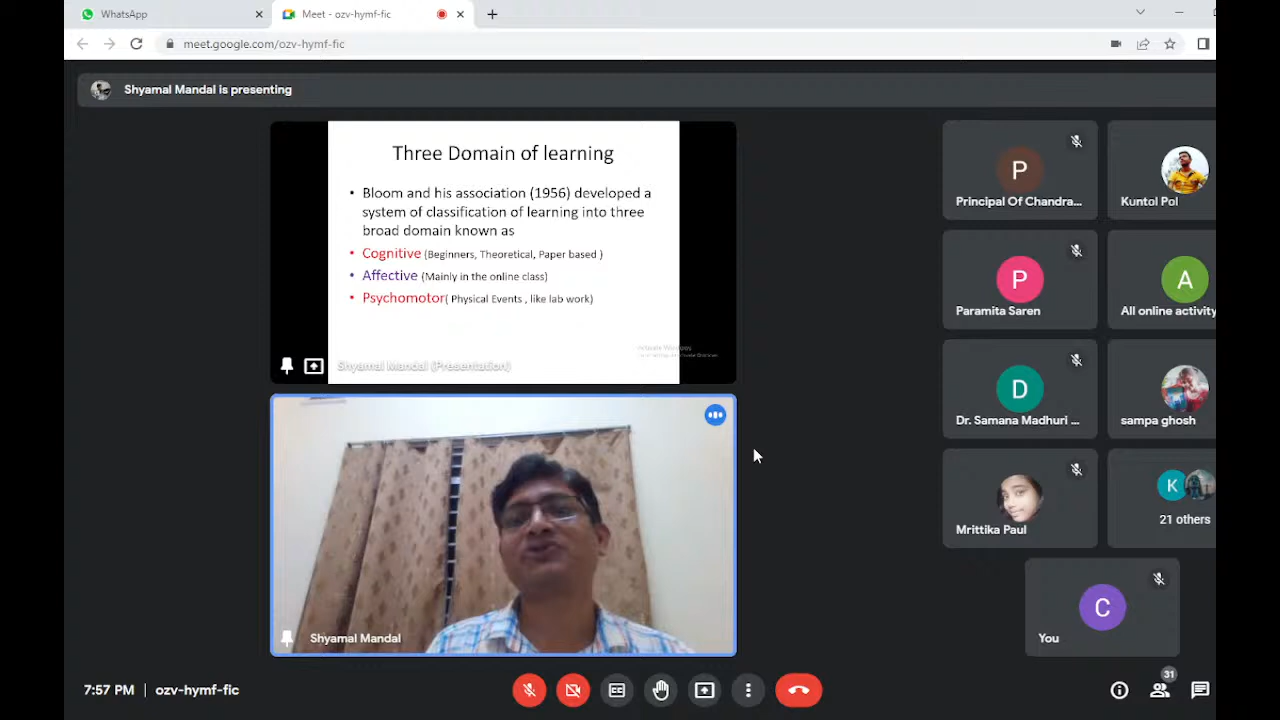 WhatsApp
Meet - ozv-hymf-fic
meet.google.com/ozv-hymf-fic
Shyamal Mandal is presenting
Three Domain of learning
• Bloom and his association (1956) developed a
system of classification of learning into three
broad domain known as
• Cognitive (Beginners, Theoretical, Paper based )
• Affective (Mainly in the online class)
• Psychomotor( Physical Events , like lab work)
Shyamal Mandal (Presentation)
Shyamal Mandal
P
Principal Of Chandra...
Kuntol Pol
P
Paramita Saren
A
All online activity
D
Dr. Samana Madhuri ...
sampa ghosh
Mrittika Paul
K
21 others
C
You
7:57 PM | ozv-hymf-fic
31